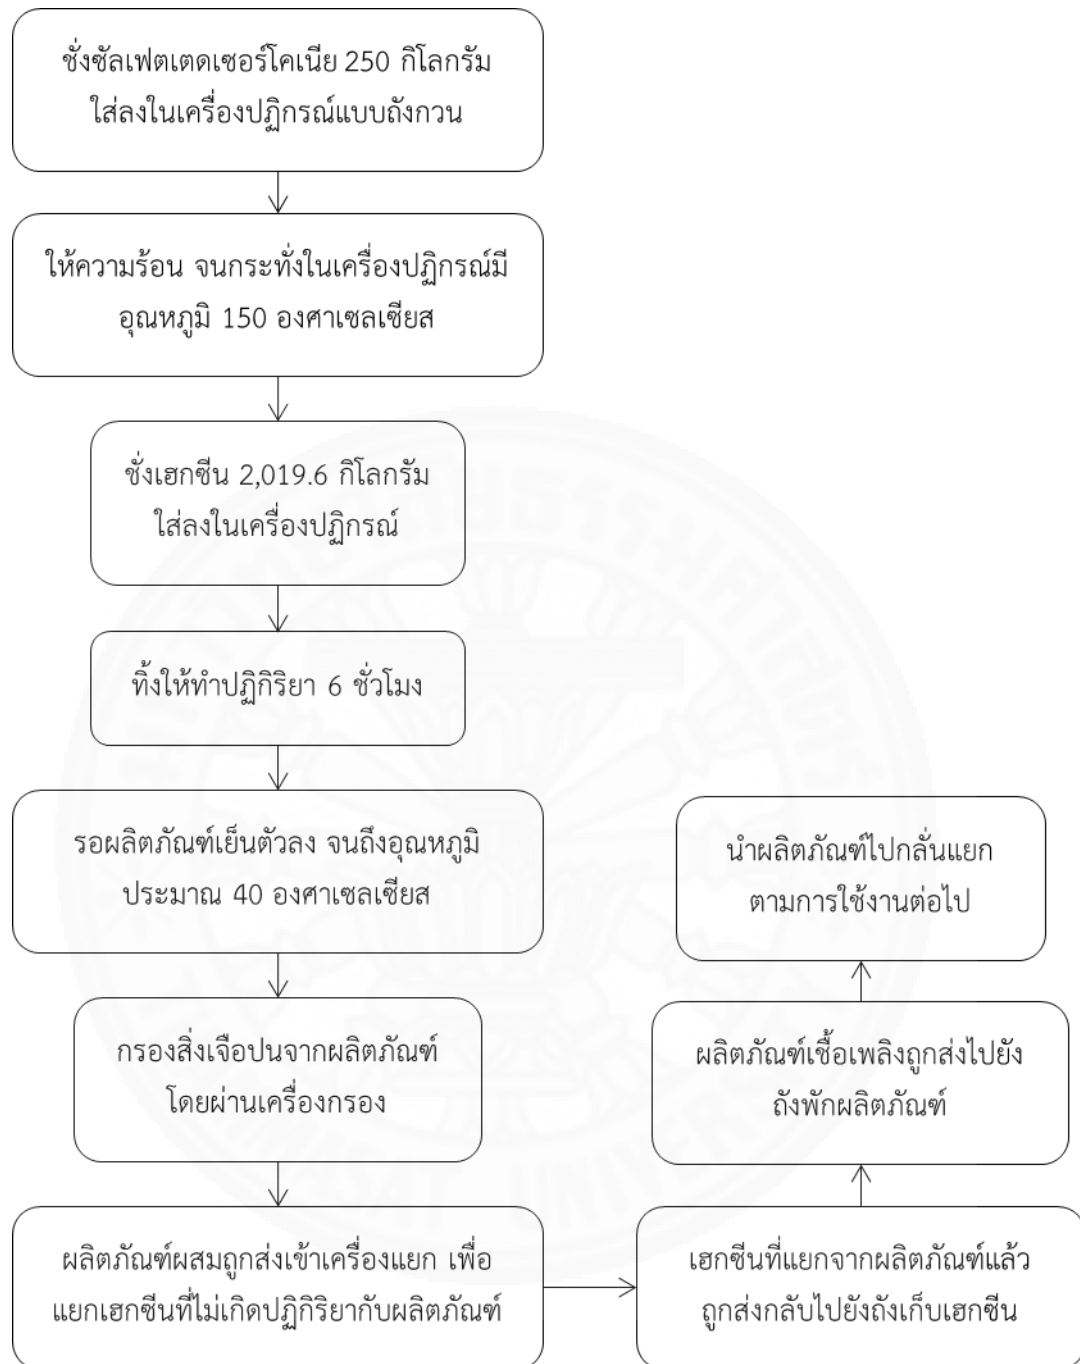 ชั่งซัลเฟตเตดเซอร์โคเนีย 250 กิโลกรัม
ใส่ลงในเครื่องปฏิกรณ์แบบถังกวน
ให้ความร้อน จนกระทั่งในเครื่องปฏิกรณ์มี
อุณหภูมิ 150 องศาเซลเซียส
ชั่งเฮกซีน 2,019.6 กิโลกรัม
ใส่ลงในเครื่องปฏิกรณ์
ทิ้งให้ทำปฏิกิริยา 6 ชั่วโมง
รอผลิตภัณฑ์เย็นตัวลง จนถึงอุณหภูมิ
ประมาณ 40 องศาเซลเซียส
กรองสิ่งเจือปนจากผลิตภัณฑ์
โดยผ่านเครื่องกรอง
ผลิตภัณฑ์ผสมถูกส่งเข้าเครื่องแยก เพื่อ
แยกเฮกซีนที่ไม่เกิดปฏิกิริยากับผลิตภัณฑ์
เฮกซีนที่แยกจากผลิตภัณฑ์แล้ว
ถูกส่งกลับไปยังถังเก็บเฮกซีน
ผลิตภัณฑ์เชื้อเพลิงถูกส่งไปยัง
ถังพักผลิตภัณฑ์
นำผลิตภัณฑ์ไปกลั่นแยก
ตามการใช้งานต่อไป